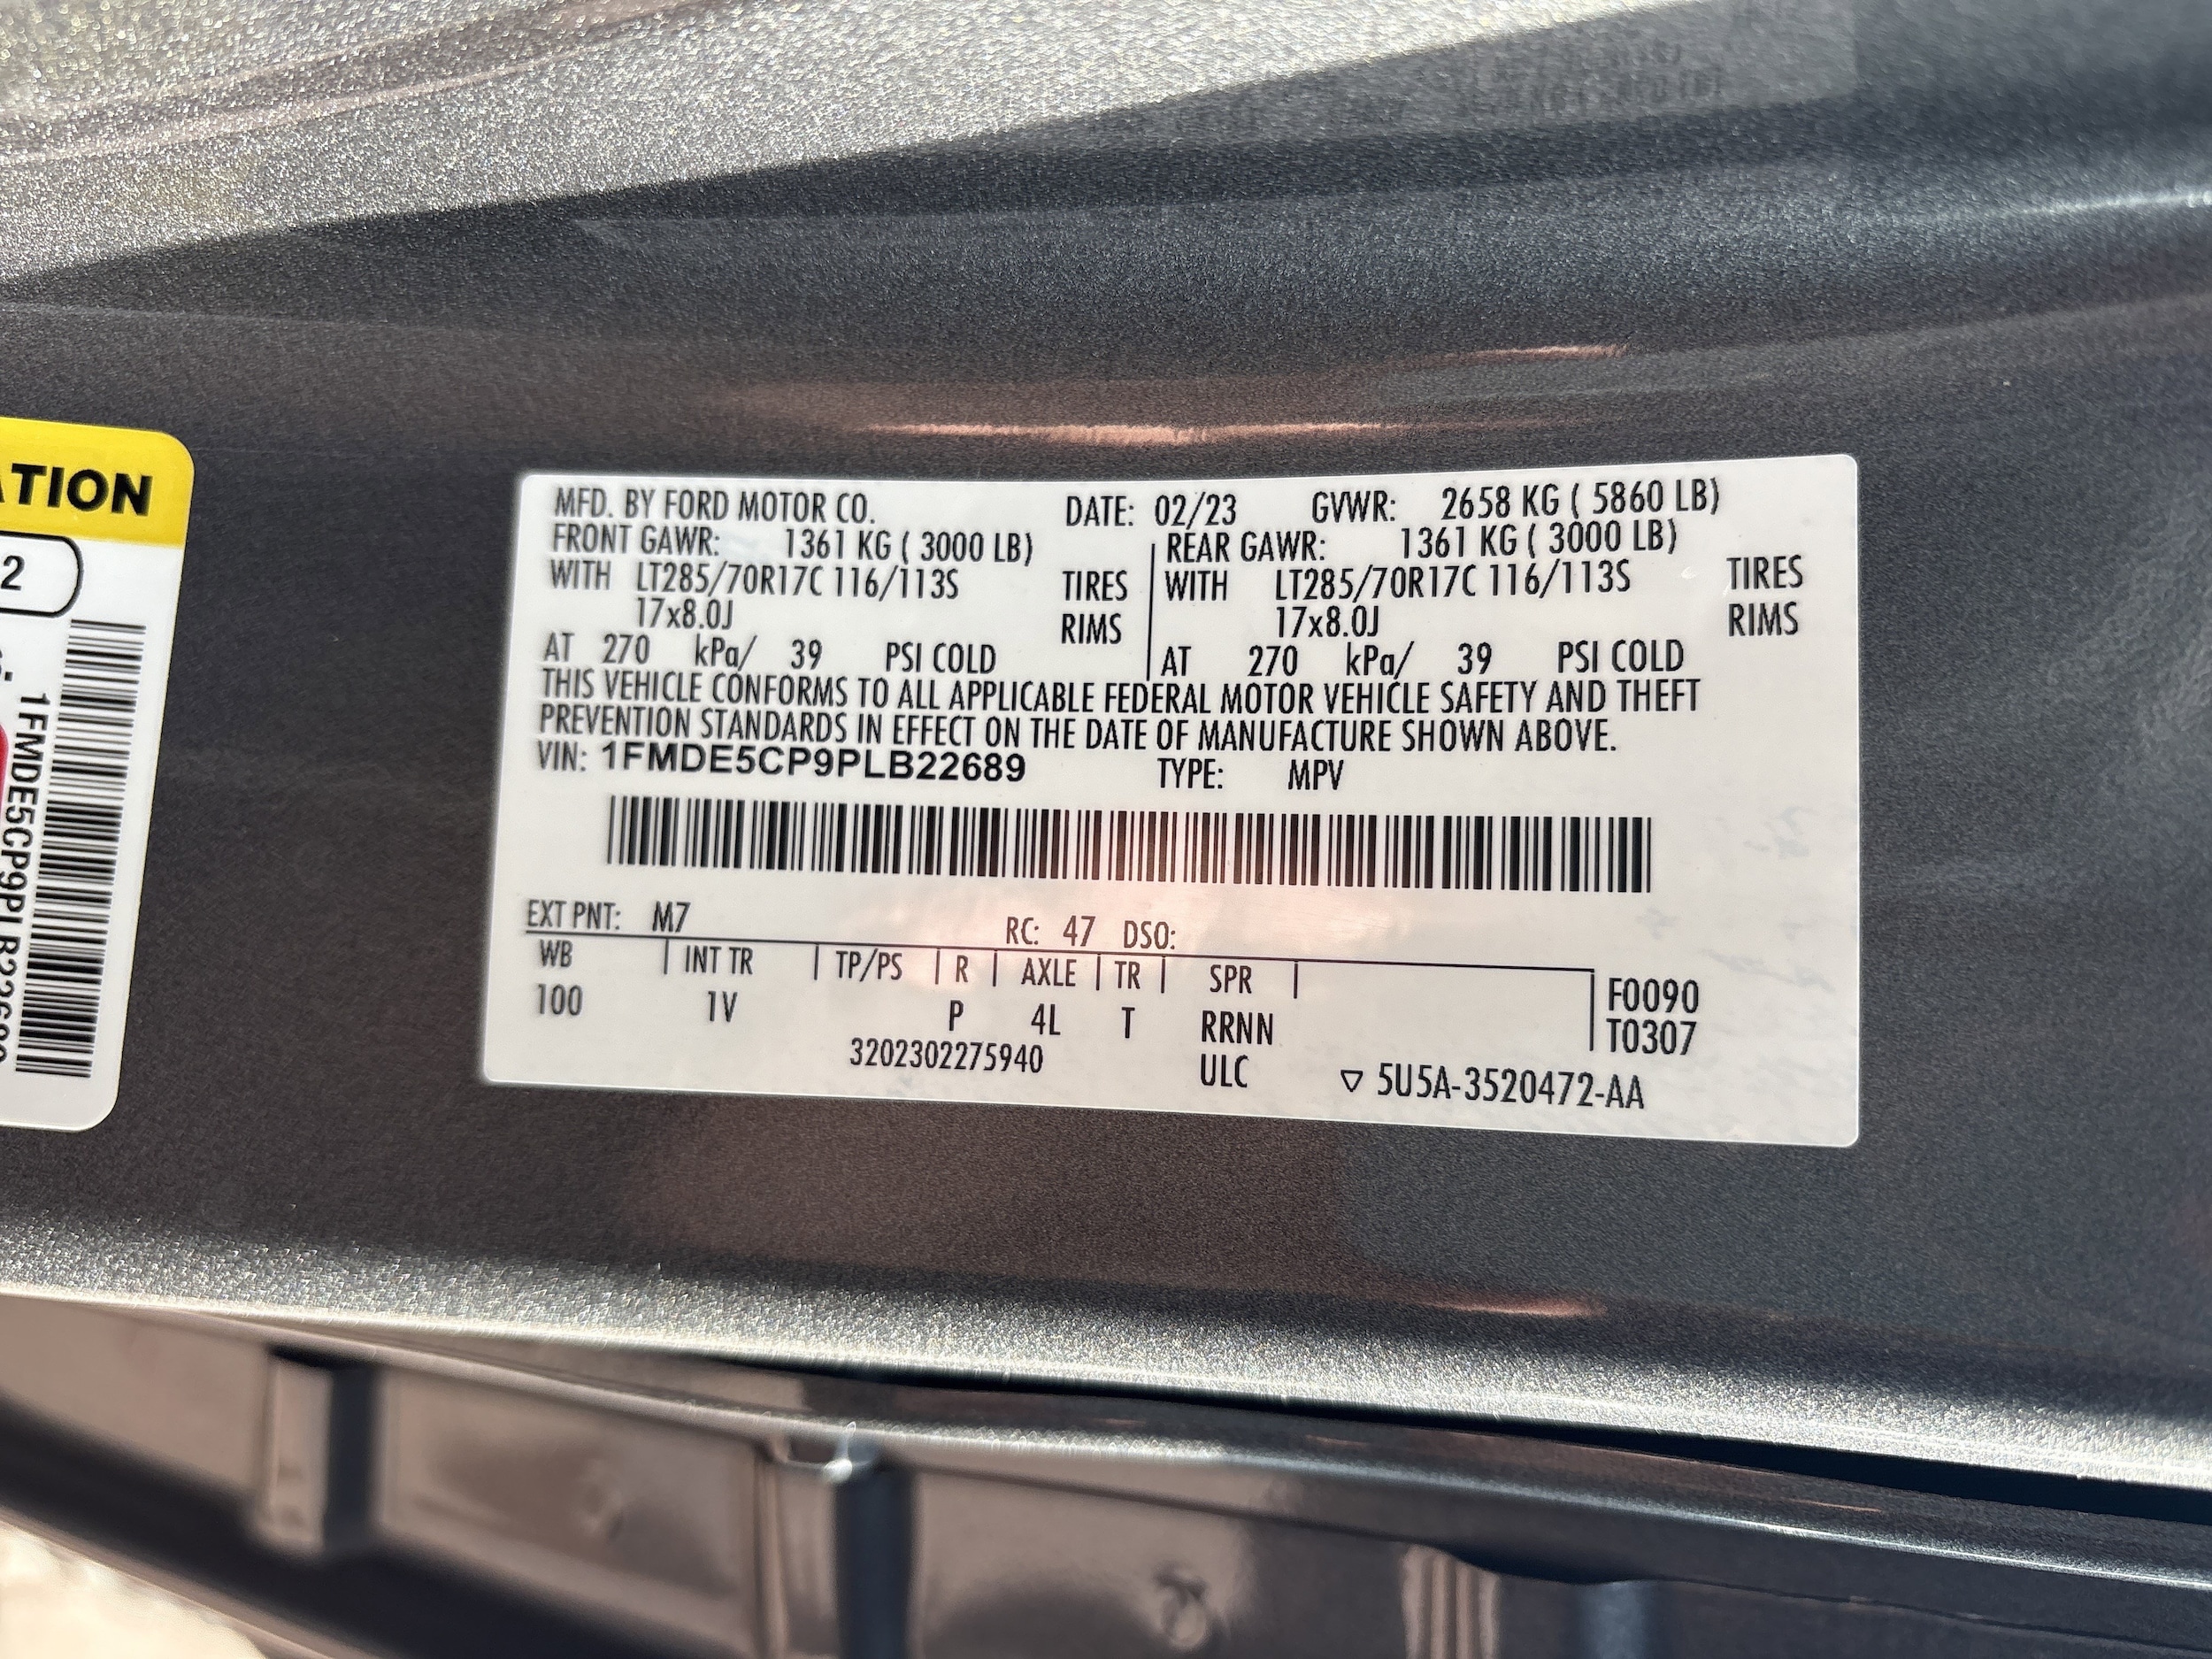 ATION
2
1FMDE5CP9PLB22689
MFD. BY FORD MOTOR CO. DATE: 02/23 GVWR: 2658 KG ( 5860 LB)
FRONT GAWR: 1361 KG ( 3000 LB) REAR GAWR: 1361 KG ( 3000 LB)
WITH LT285/70R17C 116/113S TIRES WITH LT285/70R17C 116/113S TIRES
17x8.0J RIMS 17x8.0J RIMS
AT 270 kPa/ 39 PSI COLD AT 270 kPa/ 39 PSI COLD
THIS VEHICLE CONFORMS TO ALL APPLICABLE FEDERAL MOTOR VEHICLE SAFETY AND THEFT
PREVENTION STANDARDS IN EFFECT ON THE DATE OF MANUFACTURE SHOWN ABOVE.
VIN: 1FMDE5CP9PLB22689 TYPE: MPV
EXT PNT: M7 RC: 47 DSO:
WB INT TR TP/PS R AXLE TR SPR
100 1V P 4L T RRNN F0090
3202302275940 ULC T0307
▽ 5U5A-3520472-AA